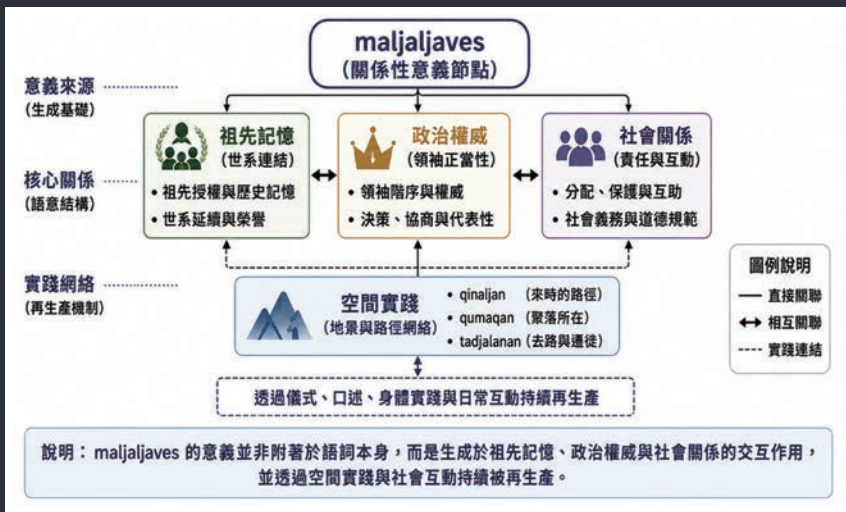 maljaljaves
（關係性意義節點）
意義來源
（生成基礎）
祖先記憶
（世系連結）
• 祖先授權與歷史記憶
• 世系延續與榮譽
政治權威
（領袖正當性）
• 領袖階序與權威
• 決策、協商與代表性
社會關係
（責任與互動）
• 分配、保護與互助
• 社會義務與道德規範
核心關係
（語意結構）
實踐網絡
（再生產機制）
空間實踐
（地景與路徑網絡）
• qinaljan （來時的路徑）
• qumaqan （聚落所在）
• tadjalanan （去路與遷徙）
透過儀式、口述、身體實踐與日常互動持續再生產
圖例說明
直接關聯
相互關聯
實踐連結
說明： maljaljaves 的意義並非附著於語詞本身，而是生成於祖先記憶、政治權威與社會關係的交互作用，
並透過空間實踐與社會互動持續被再生產。